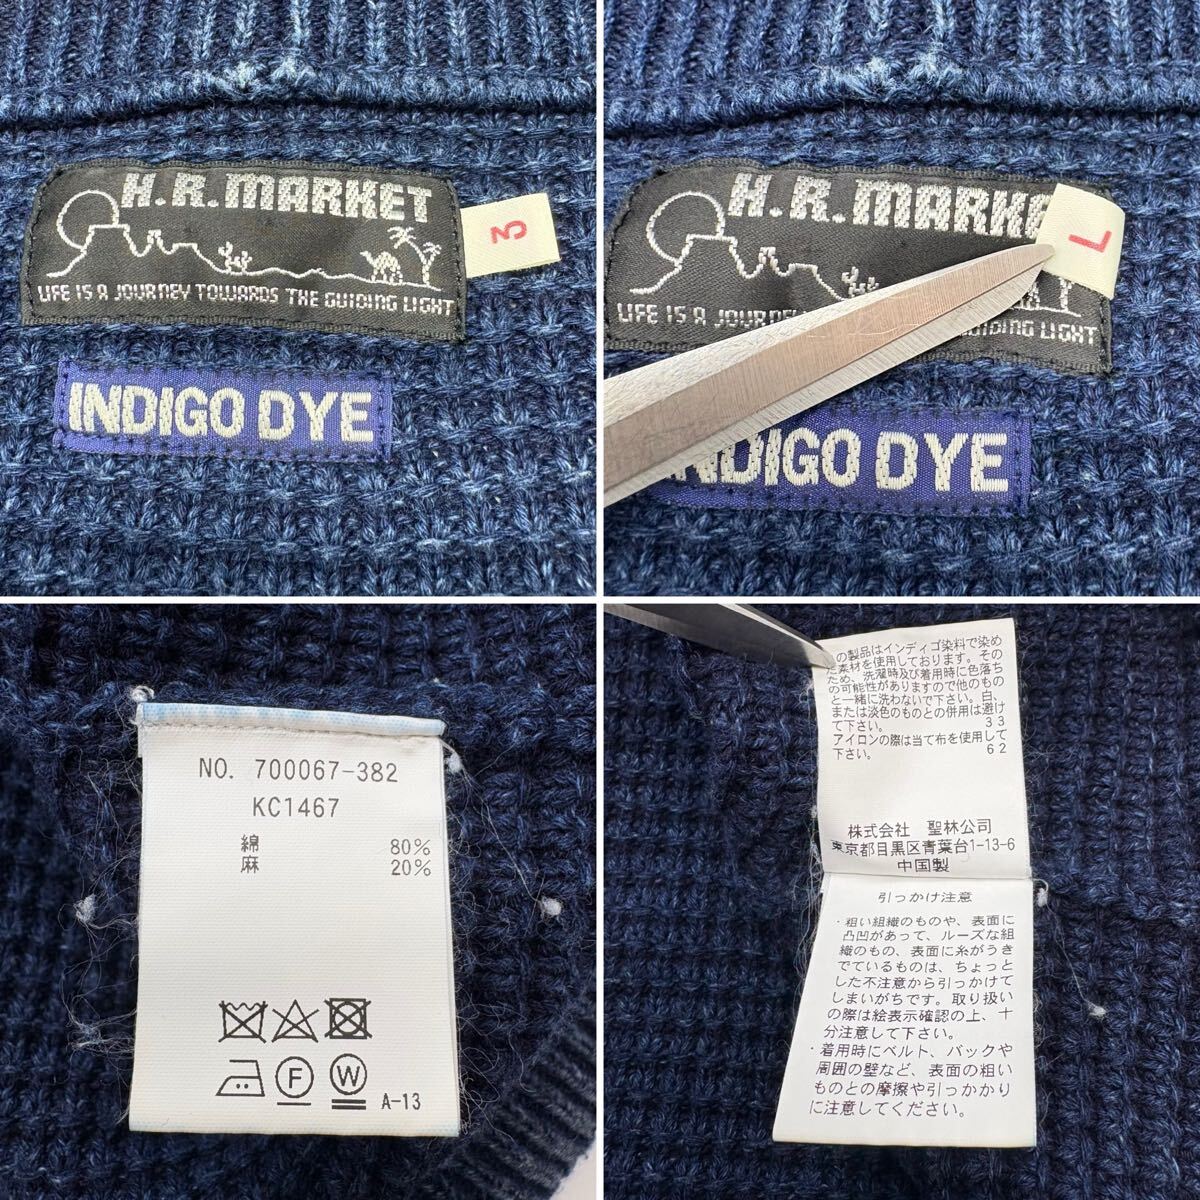 H.R.MARKET
3
LIFE IS A JOURNEY TOWARDS THE GUIDING LIGHT
INDIGO DYE
H.R.MARKE
L
LIFE IS A JOURNE
GUIDING LIGHT
INDIGO DYE
NO. 700067-382
KC1467
綿 80%
麻 20%
F W A-13
の製品はインディゴ染料で染め
た素材を使用しております。その
ため、洗濯時及び着用時に色落ち
の可能性がありますので他のもの
と一緒に洗わないで下さい。白、
または淡色のものとの併用は避け
て下さい。 33
アイロンの際は当て布を使用して
下さい。 62
株式会社 聖林公司
東京都目黒区青葉台1-13-6
中国製
引っかけ注意
・粗い組織のものや、表面に
凸凹があって、ルーズな組
織のもの、表面に糸がうき
でているものは、ちょっと
した不注意から引っかけて
しまいがちです。取り扱い
の際は絵表示確認の上、十
分注意して下さい。
・着用時にベルト、バックや
周囲の壁など、表面の粗い
ものとの摩擦や引っかかり
に注意してください。